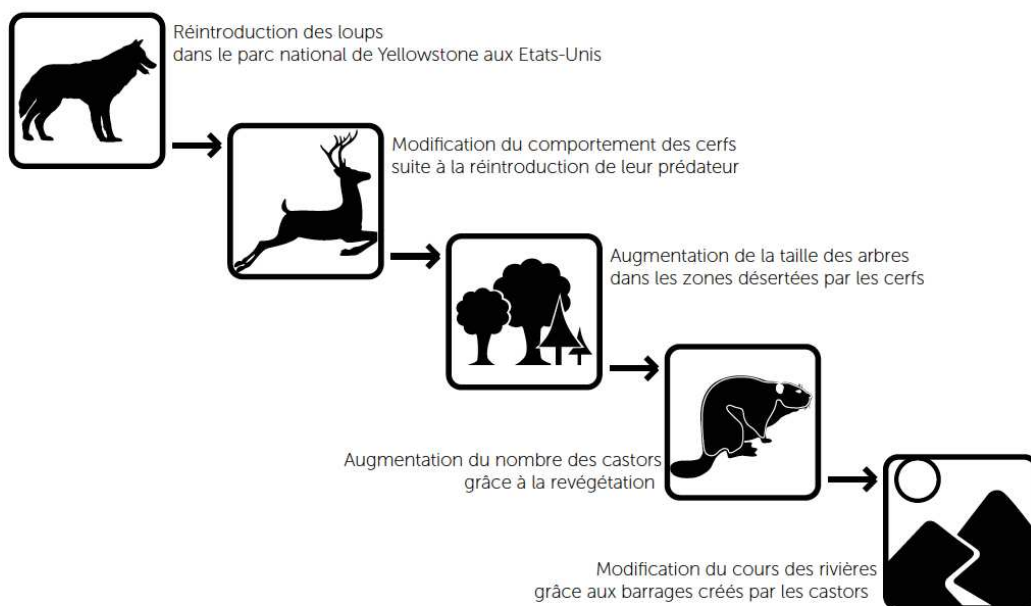 Réintroduction des loups
dans le parc national de Yellowstone aux Etats-Unis
Modification du comportement des cerfs
suite à la réintroduction de leur prédateur
Augmentation de la taille des arbres
dans les zones désertées par les cerfs
Augmentation du nombre des castors
grâce à la revégétation
Modification du cours des rivières
grâce aux barrages créés par les castors